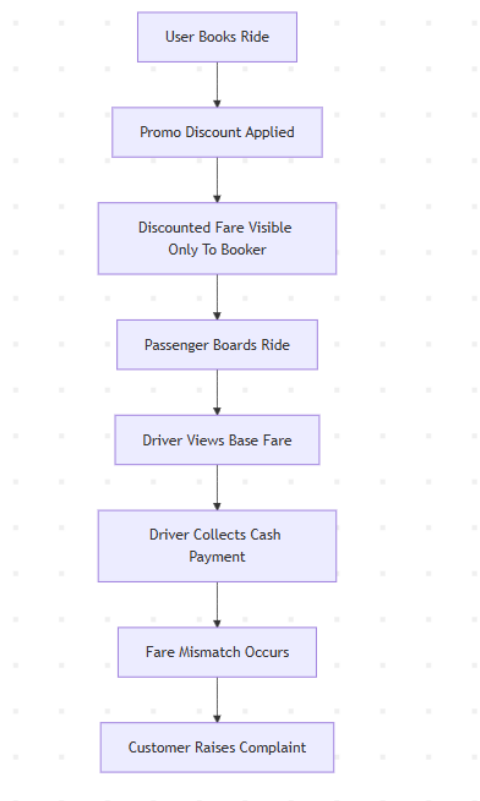 User Books Ride
Promo Discount Applied
Discounted Fare Visible
Only To Booker
Passenger Boards Ride
Driver Views Base Fare
Driver Collects Cash
Payment
Fare Mismatch Occurs
Customer Raises Complaint